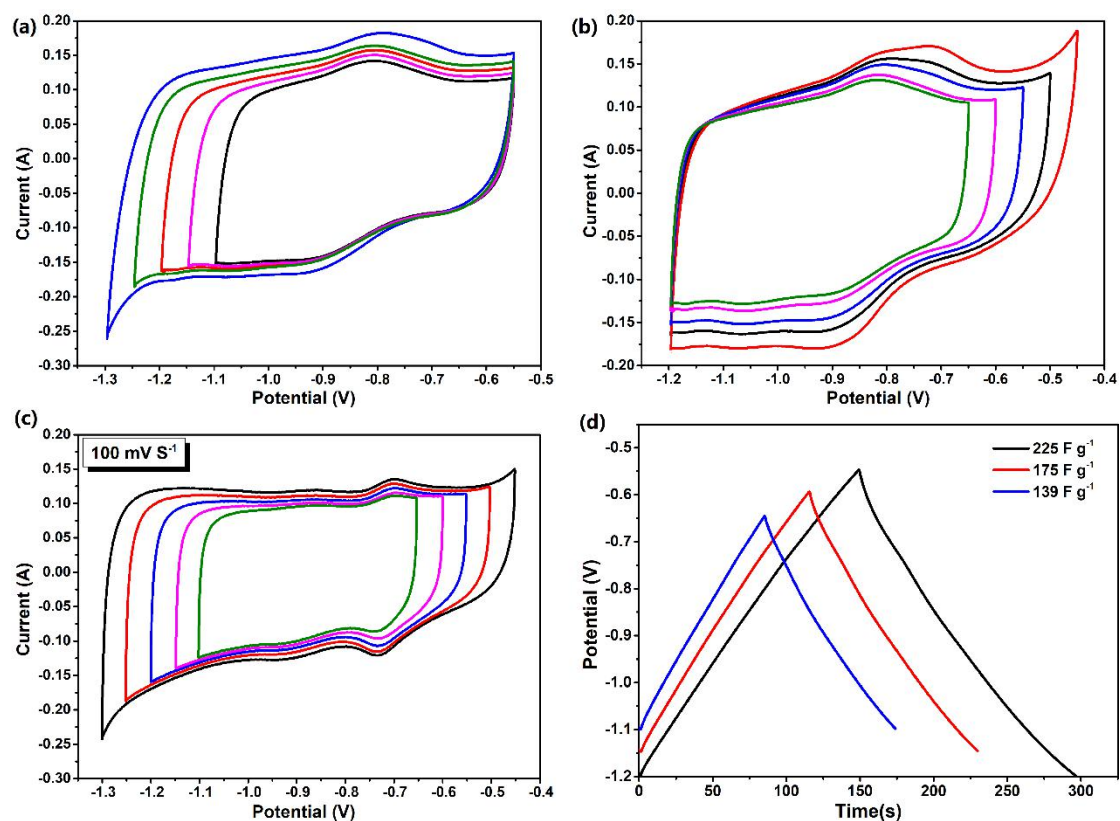 (a)
0.20
0.15
0.10
0.05
0.00
-0.05
-0.10
-0.15
-0.20
-0.25
-0.30
Current (A)
-1.3 -1.2 -1.1 -1.0 -0.9 -0.8 -0.7 -0.6 -0.5
Potential (V)
(b)
0.20
0.15
0.10
0.05
0.00
-0.05
-0.10
-0.15
-0.20
Current (A)
-1.2 -1.1 -1.0 -0.9 -0.8 -0.7 -0.6 -0.5 -0.4
Potential (V)
(c)
100 mV S⁻¹
0.20
0.15
0.10
0.05
0.00
-0.05
-0.10
-0.15
-0.20
-0.25
-0.30
Current (A)
-1.3 -1.2 -1.1 -1.0 -0.9 -0.8 -0.7 -0.6 -0.5 -0.4
Potential (V)
(d)
225 F g⁻¹
175 F g⁻¹
139 F g⁻¹
-0.5
-0.6
-0.7
-0.8
-0.9
-1.0
-1.1
-1.2
Potential (V)
0 50 100 150 200 250 300
Time(s)